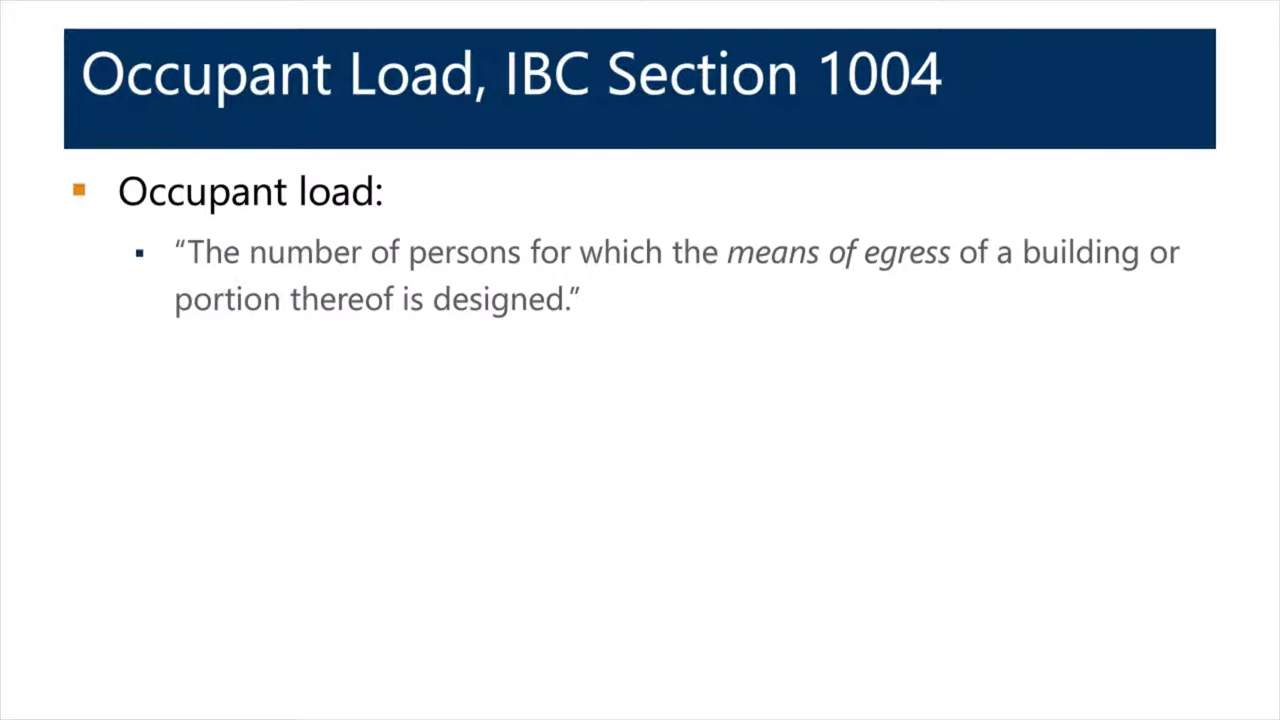 Occupant Load, IBC Section 1004
Occupant load:
“The number of persons for which the means of egress of a building or
portion thereof is designed.”